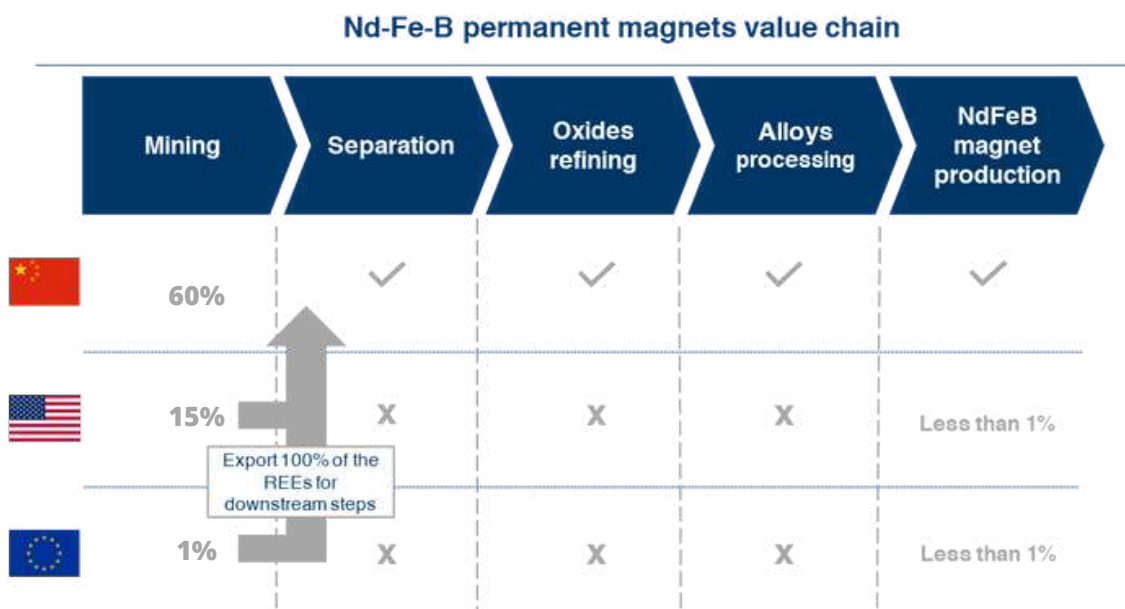 Nd-Fe-B permanent magnets value chain
Mining
Separation
Oxides
refining
Alloys
processing
NdFeB
magnet
production
60%
15%
X
X
X
Less than 1%
Export 100% of the
REEs for
downstream steps
1%
X
X
X
Less than 1%